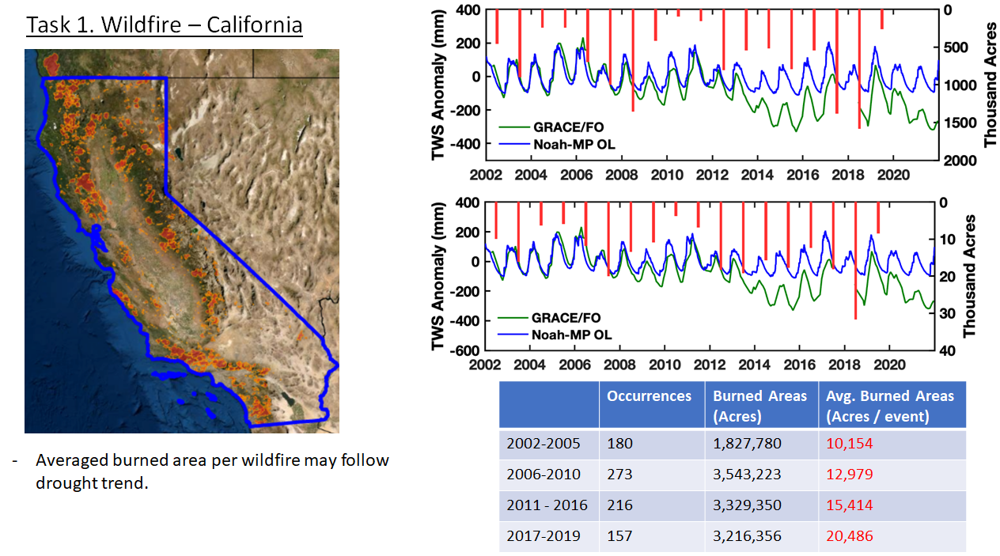 Task 1. Wildfire – California
- Averaged burned area per wildfire may follow
drought trend.
400
200
0
-200
-400
TWS Anomaly (mm)
GRACE/FO
Noah-MP OL
0
500
1000
1500
2000
Thousand Acres
2002 2004 2006 2008 2010 2012 2014 2016 2018 2020
400
200
0
-200
-400
-600
TWS Anomaly (mm)
GRACE/FO
Noah-MP OL
0
10
20
30
40
Thousand Acres
2002 2004 2006 2008 2010 2012 2014 2016 2018 2020
Occurrences Burned Areas (Acres) Avg. Burned Areas (Acres / event)
2002-2005 180 1,827,780 10,154
2006-2010 273 3,543,223 12,979
2011 - 2016 216 3,329,350 15,414
2017-2019 157 3,216,356 20,486